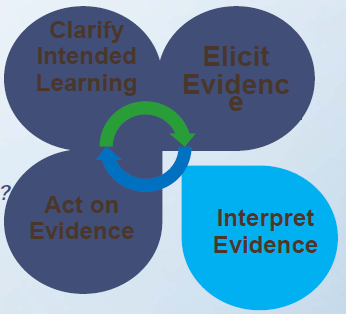 Clarify
Intended
Learning
Elicit
Evidenc
e
?
Act on
Evidence
Interpret
Evidence